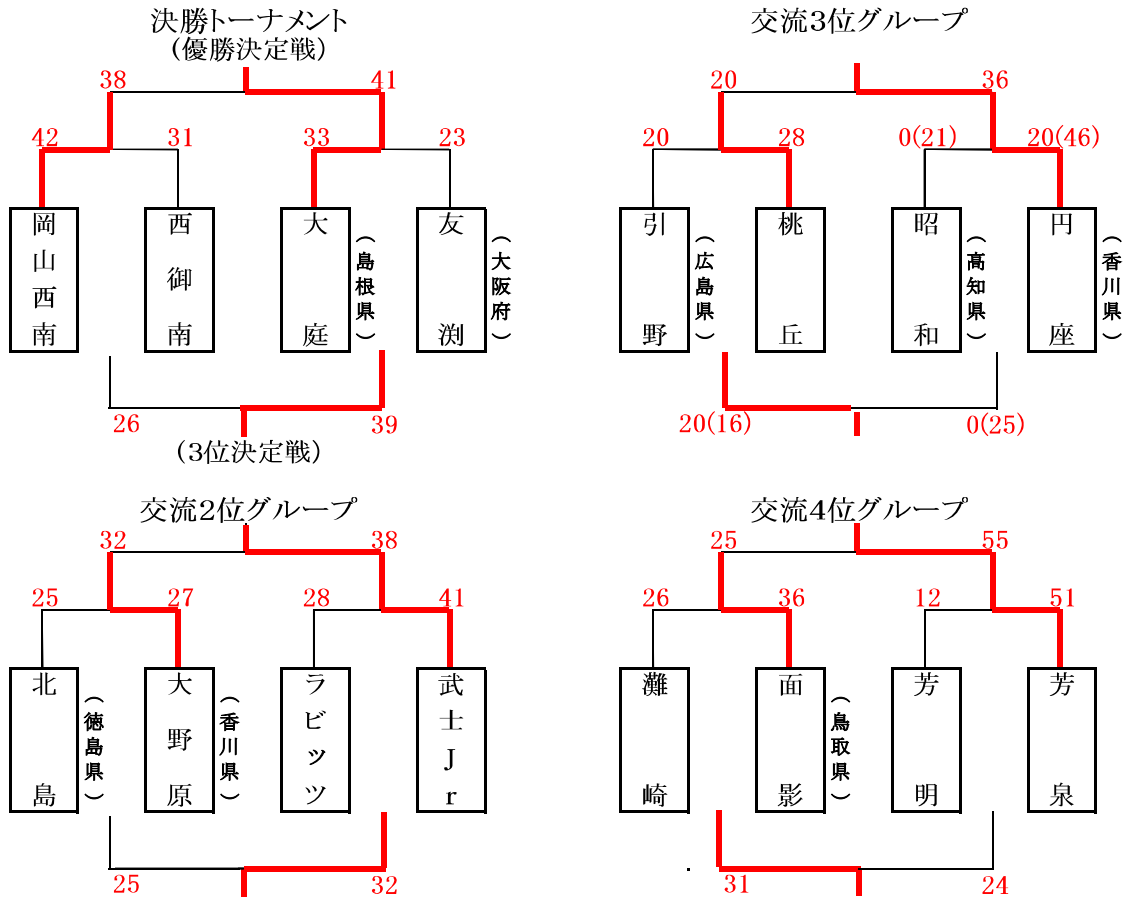 決勝トーナメント
(優勝決定戦)
38
41
42
31
33
23
岡山西南
西御南
大庭
(島根県)
友渕
(大阪府)
26
39
(3位決定戦)
交流3位グループ
20
36
20
28
0(21)
20(46)
引野
(広島県)
桃丘
昭和
(高知県)
円座
(香川県)
20(16)
0(25)
交流2位グループ
32
38
25
27
28
41
北島
(徳島県)
大野原
(香川県)
ラビッツ
武士Jr
25
32
交流4位グループ
25
55
26
36
12
51
灘崎
面影
(鳥取県)
芳明
芳泉
31
24